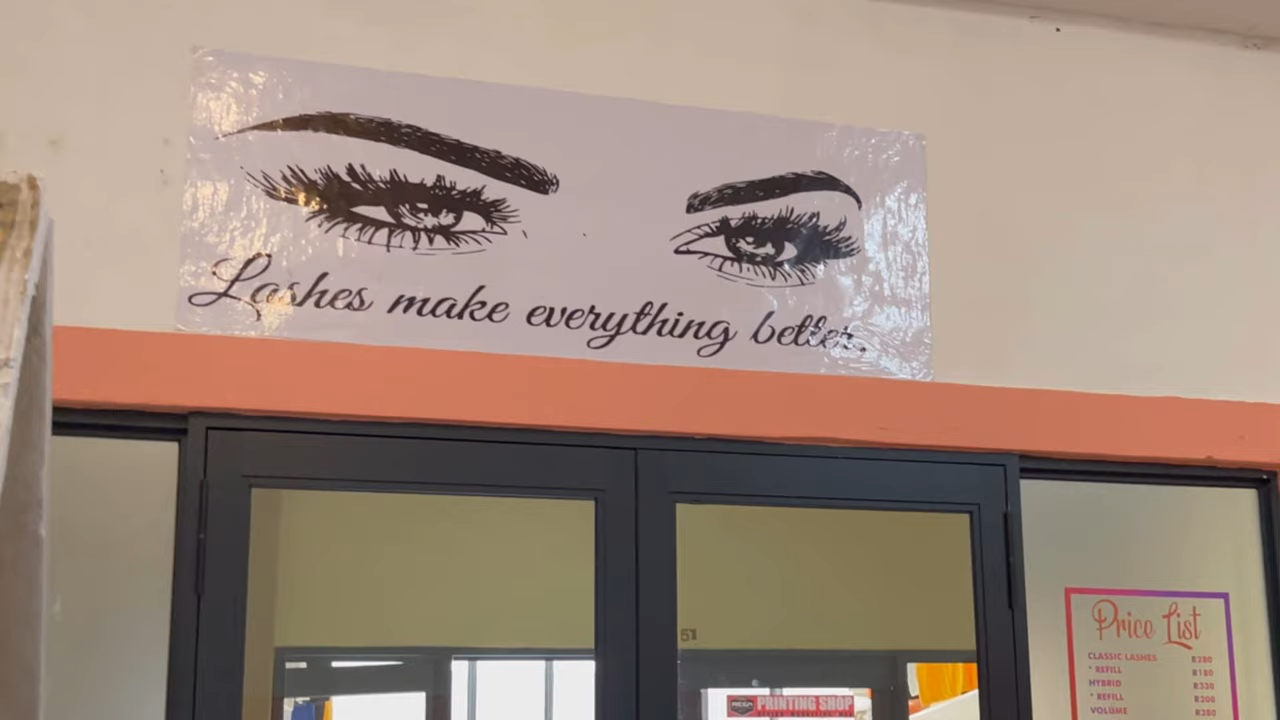 Lashes make everything better.
51
PRINTING SHOP
Price List
CLASSIC LASHES R280
* REFILL R180
HYBRID R330
* REFILL R200
VOLUME R380